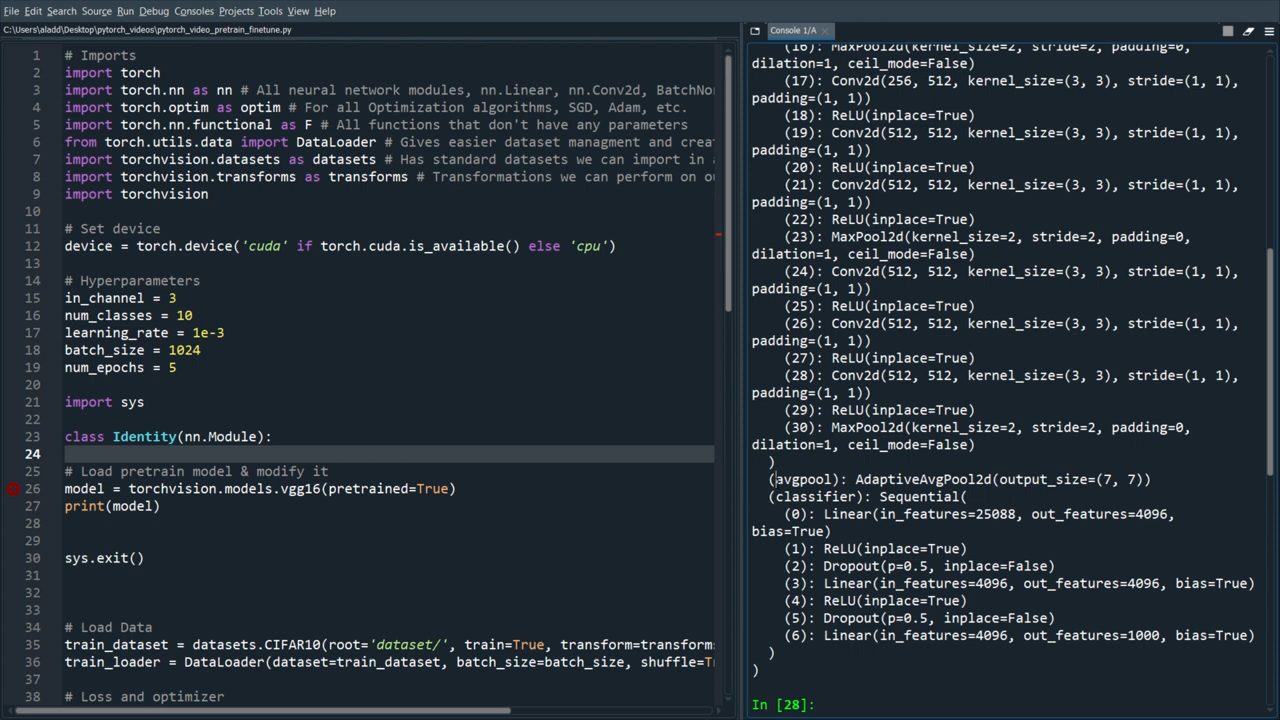 File Edit Search Source Run Debug Consoles Projects Tools View Help
C:\Users\aladd\Desktop\pytorch_videos\pytorch_video_pretrain_finetune.py
1 # Imports
2 import torch
3 import torch.nn as nn # All neural network modules, nn.Linear, nn.Conv2d, BatchNo
4 import torch.optim as optim # For all Optimization algorithms, SGD, Adam, etc.
5 import torch.nn.functional as F # All functions that don't have any parameters
6 from torch.utils.data import DataLoader # Gives easier dataset managment and crea
7 import torchvision.datasets as datasets # Has standard datasets we can import in a
8 import torchvision.transforms as transforms # Transformations we can perform on ou
9 import torchvision
10
11 # Set device
12 device = torch.device('cuda' if torch.cuda.is_available() else 'cpu')
13
14 # Hyperparameters
15 in_channel = 3
16 num_classes = 10
17 learning_rate = 1e-3
18 batch_size = 1024
19 num_epochs = 5
20
21 import sys
22
23 class Identity(nn.Module):
24
25 # Load pretrain model & modify it
26 model = torchvision.models.vgg16(pretrained=True)
27 print(model)
28
29
30 sys.exit()
31
32
33
34 # Load Data
35 train_dataset = datasets.CIFAR10(root='dataset/', train=True, transform=transform
36 train_loader = DataLoader(dataset=train_dataset, batch_size=batch_size, shuffle=T
37
38 # Loss and optimizer
Console 1/A
(16): MaxPool2d(kernel_size=2, stride=2, padding=0,
dilation=1, ceil_mode=False)
(17): Conv2d(256, 512, kernel_size=(3, 3), stride=(1, 1),
padding=(1, 1))
(18): ReLU(inplace=True)
(19): Conv2d(512, 512, kernel_size=(3, 3), stride=(1, 1),
padding=(1, 1))
(20): ReLU(inplace=True)
(21): Conv2d(512, 512, kernel_size=(3, 3), stride=(1, 1),
padding=(1, 1))
(22): ReLU(inplace=True)
(23): MaxPool2d(kernel_size=2, stride=2, padding=0,
dilation=1, ceil_mode=False)
(24): Conv2d(512, 512, kernel_size=(3, 3), stride=(1, 1),
padding=(1, 1))
(25): ReLU(inplace=True)
(26): Conv2d(512, 512, kernel_size=(3, 3), stride=(1, 1),
padding=(1, 1))
(27): ReLU(inplace=True)
(28): Conv2d(512, 512, kernel_size=(3, 3), stride=(1, 1),
padding=(1, 1))
(29): ReLU(inplace=True)
(30): MaxPool2d(kernel_size=2, stride=2, padding=0,
dilation=1, ceil_mode=False)
)
(avgpool): AdaptiveAvgPool2d(output_size=(7, 7))
(classifier): Sequential(
(0): Linear(in_features=25088, out_features=4096,
bias=True)
(1): ReLU(inplace=True)
(2): Dropout(p=0.5, inplace=False)
(3): Linear(in_features=4096, out_features=4096, bias=True)
(4): ReLU(inplace=True)
(5): Dropout(p=0.5, inplace=False)
(6): Linear(in_features=4096, out_features=1000, bias=True)
)
)
In [28]: